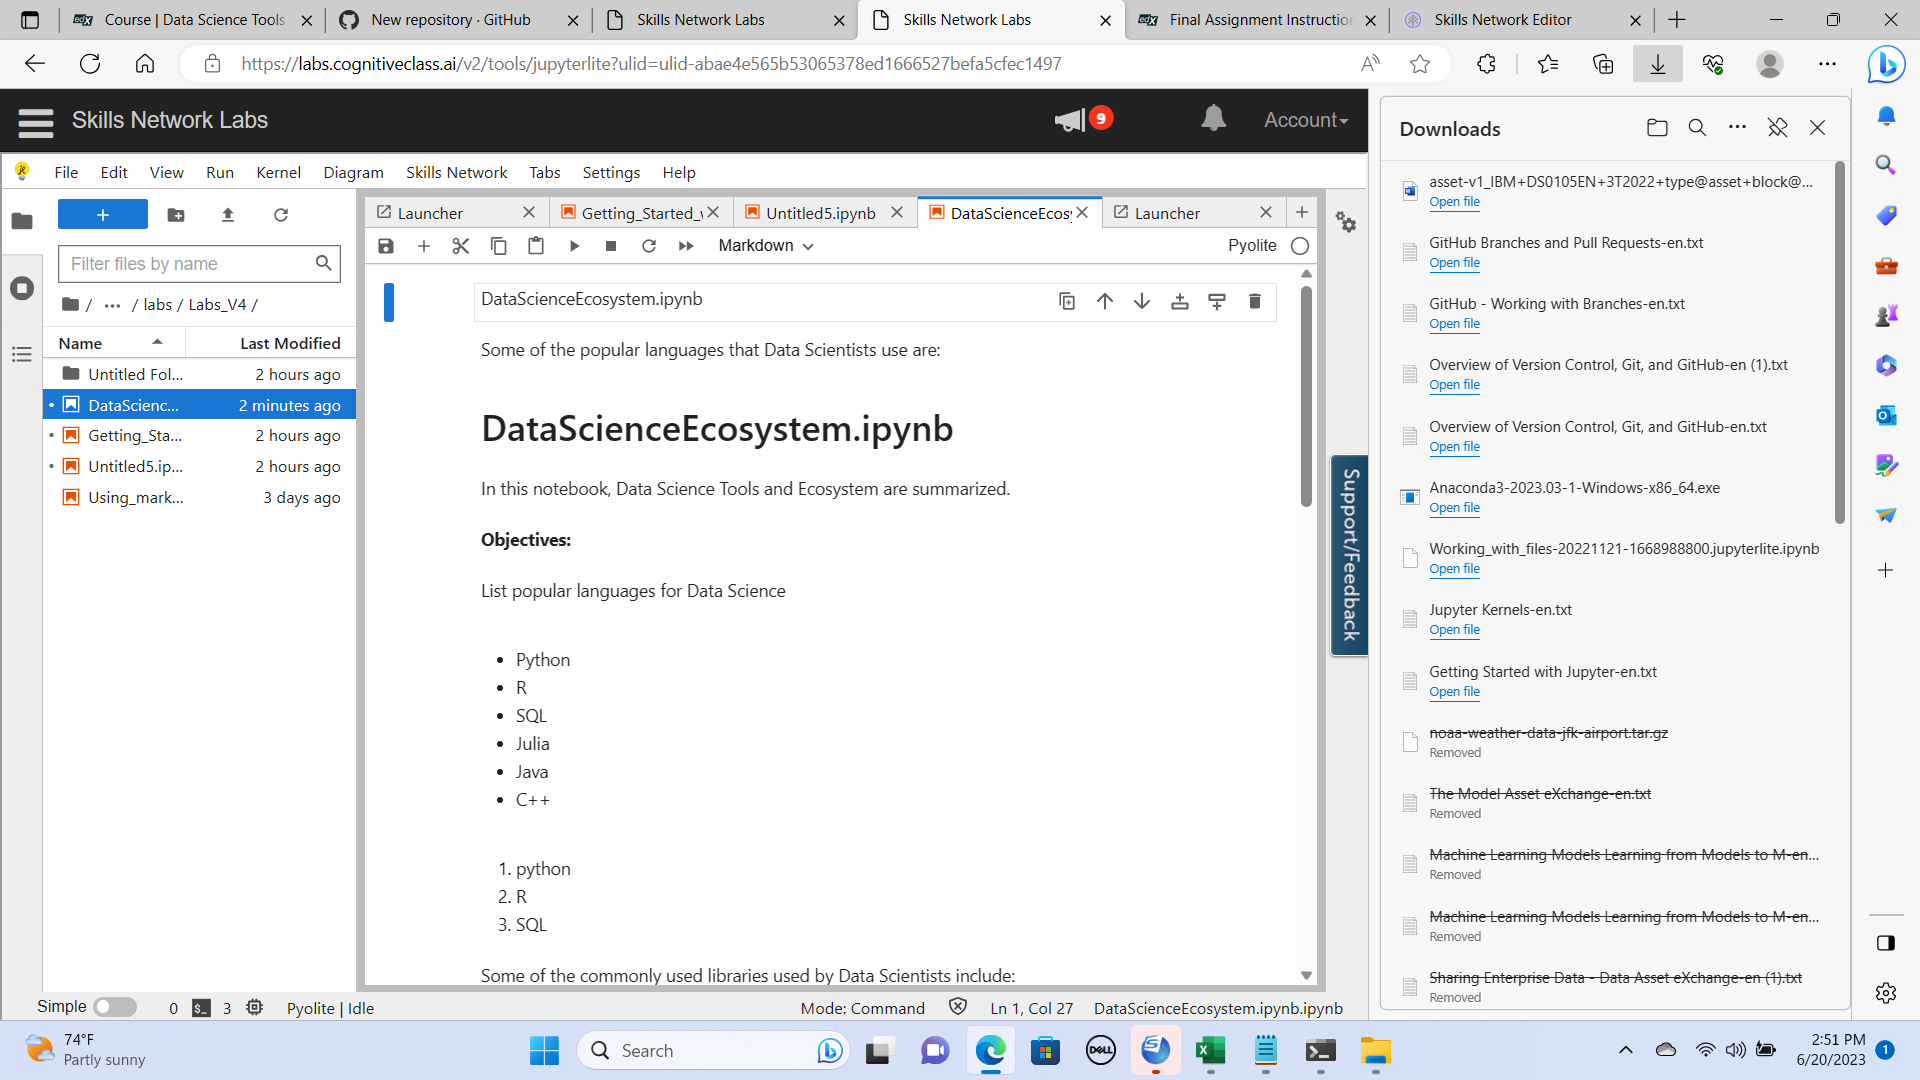 Course | Data Science Tools
New repository · GitHub
Skills Network Labs
Skills Network Labs
Final Assignment Instruction
Skills Network Editor
https://labs.cognitiveclass.ai/v2/tools/jupyterlite?ulid=ulid-abae4e565b53065378ed1666527befa5cfec1497
Skills Network Labs
9
Account
File Edit View Run Kernel Diagram Skills Network Tabs Settings Help
Filter files by name
/ ... / labs / Labs_V4 /
Name Last Modified
Untitled Fol... 2 hours ago
DataScienc... 2 minutes ago
Getting_Sta... 2 hours ago
Untitled5.ip... 2 hours ago
Using_mark... 3 days ago
Launcher
Getting_Started_
Untitled5.ipynb
DataScienceEcosy
Launcher
Markdown
Pyolite
DataScienceEcosystem.ipynb
Some of the popular languages that Data Scientists use are:
DataScienceEcosystem.ipynb
In this notebook, Data Science Tools and Ecosystem are summarized.
Objectives:
List popular languages for Data Science
• Python
• R
• SQL
• Julia
• Java
• C++
1. python
2. R
3. SQL
Some of the commonly used libraries used by Data Scientists include:
Support/Feedback
Downloads
asset-v1_IBM+DS0105EN+3T2022+type@asset+block@...
Open file
GitHub Branches and Pull Requests-en.txt
Open file
GitHub - Working with Branches-en.txt
Open file
Overview of Version Control, Git, and GitHub-en (1).txt
Open file
Overview of Version Control, Git, and GitHub-en.txt
Open file
Anaconda3-2023.03-1-Windows-x86_64.exe
Open file
Working_with_files-20221121-1668988800.jupyterlite.ipynb
Open file
Jupyter Kernels-en.txt
Open file
Getting Started with Jupyter-en.txt
Open file
noaa-weather-data-jfk-airport.tar.gz
Removed
The Model Asset eXchange-en.txt
Removed
Machine Learning Models Learning from Models to M-en...
Removed
Machine Learning Models Learning from Models to M-en...
Removed
Sharing Enterprise Data - Data Asset eXchange-en (1).txt
Removed
Simple 0 3 Pyolite | Idle
Mode: Command Ln 1, Col 27 DataScienceEcosystem.ipynb.ipynb
74°F
Partly sunny
Search
DELL
2:51 PM
6/20/2023
1